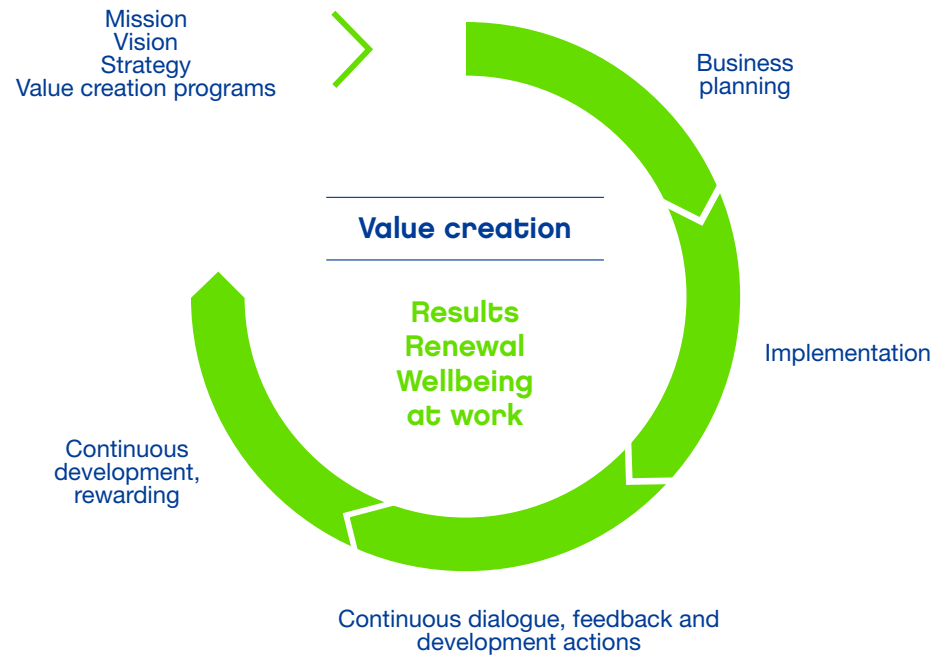 Mission
Vision
Strategy
Value creation programs
Business
planning
Value creation
Results
Renewal
Wellbeing
at work
Implementation
Continuous
development,
rewarding
Continuous dialogue, feedback and
development actions